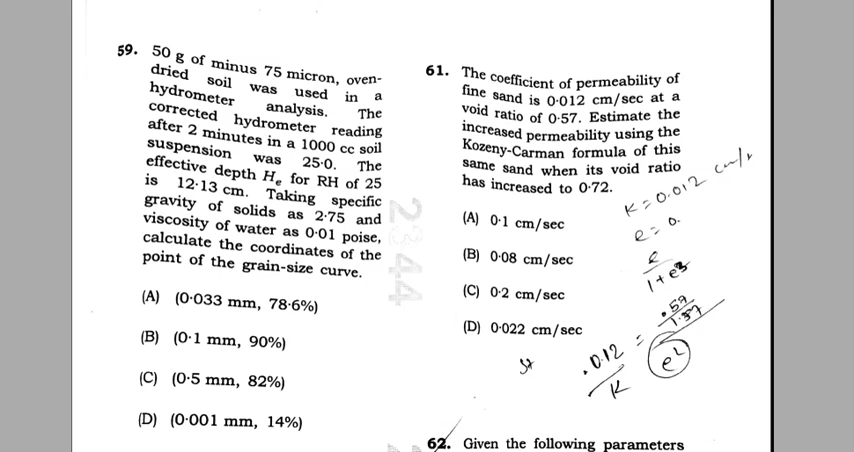 59. 50 g of minus 75 micron, oven-
dried soil was used in a
hydrometer analysis. The
corrected hydrometer reading
after 2 minutes in a 1000 cc soil
suspension was 25·0. The
effective depth He for RH of 25
is 12·13 cm. Taking specific
gravity of solids as 2·75 and
viscosity of water as 0·01 poise,
calculate the coordinates of the
point of the grain-size curve.
(A) (0·033 mm, 78·6%)
(B) (0·1 mm, 90%)
(C) (0·5 mm, 82%)
(D) (0·001 mm, 14%)
2344
61. The coefficient of permeability of
fine sand is 0·012 cm/sec at a
void ratio of 0·57. Estimate the
increased permeability using the
Kozeny-Carman formula of this
same sand when its void ratio
has increased to 0·72.
(A) 0·1 cm/sec
(B) 0·08 cm/sec
(C) 0·2 cm/sec
(D) 0·022 cm/sec
K = 0.012 cm/s
e = 0.
e
1+e3
.012 = .57
K 1.57
e2
62. Given the following parameters